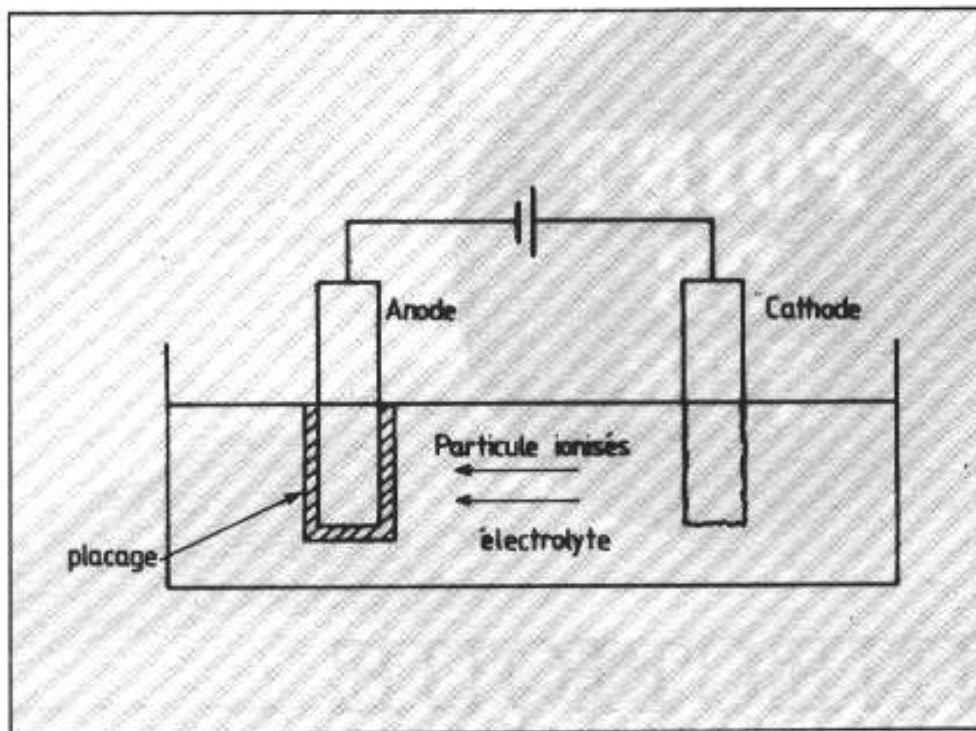 Anode
Cathode
Particule ionisés
électrolyte
placage